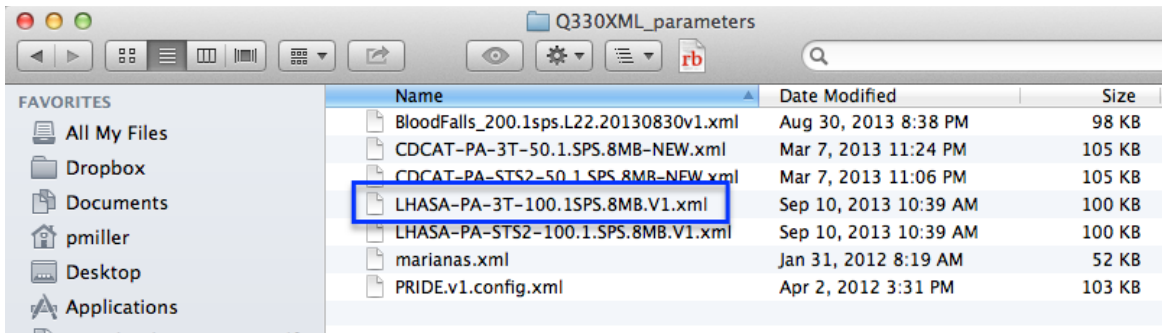 Q330XML_parameters
rb
FAVORITES
All My Files
Dropbox
Documents
pmiller
Desktop
Applications
Name Date Modified Size
BloodFalls_200.1sps.L22.20130830v1.xml Aug 30, 2013 8:38 PM 98 KB
CDCAT-PA-3T-50.1.SPS.8MB-NEW.xml Mar 7, 2013 11:24 PM 105 KB
CDCAT-PA-STS2-50.1.SPS.8MB-NEW.xml Mar 7, 2013 11:06 PM 105 KB
LHASA-PA-3T-100.1SPS.8MB.V1.xml Sep 10, 2013 10:39 AM 100 KB
LHASA-PA-STS2-100.1.SPS.8MB.V1.xml Sep 10, 2013 10:39 AM 100 KB
marianas.xml Jan 31, 2012 8:19 AM 52 KB
PRIDE.v1.config.xml Apr 2, 2012 3:31 PM 103 KB